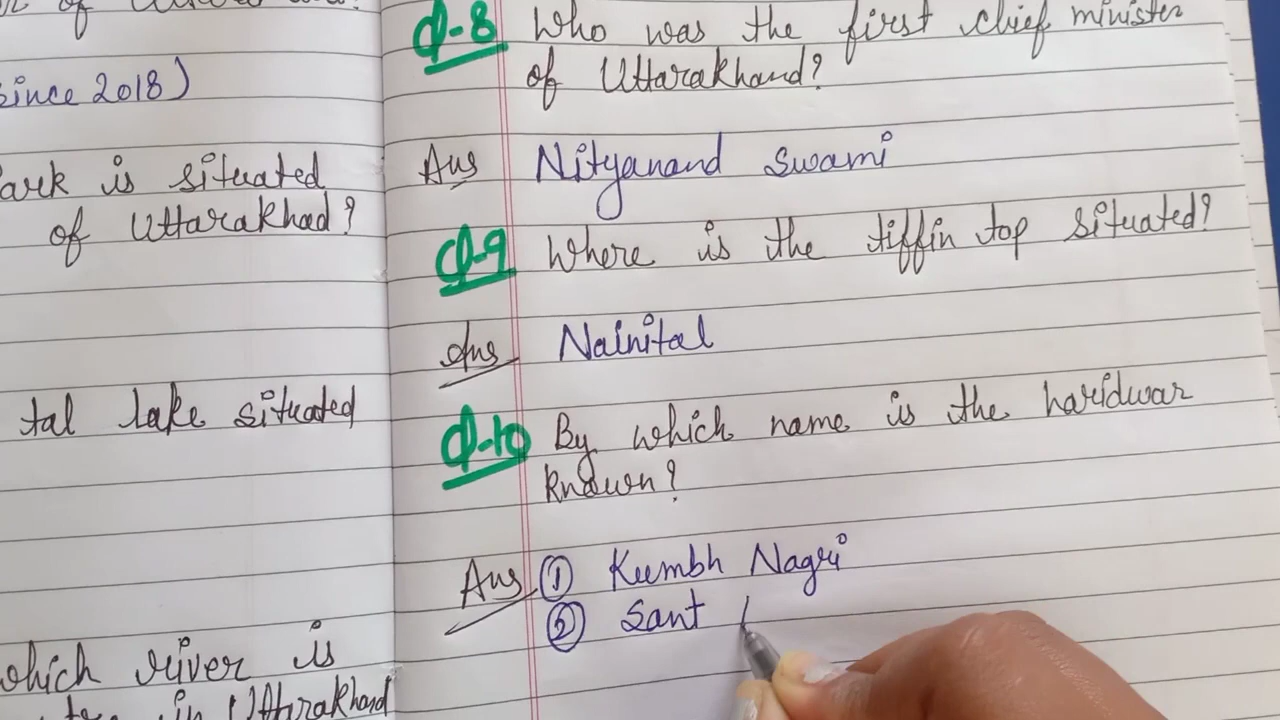 since 2018)
ark is situated
of Uttarakhad?
tal lake situated
which river is
in Uttarakhand
Q-8 Who was the first chief minister
of Uttarakhand?
Ans Nityanand Swami
Q-9 Where is the tiffin top situated?
Ans Nainital
Q-10 By which name is the haridwar
known?
Ans ① Kumbh Nagri
② Sant